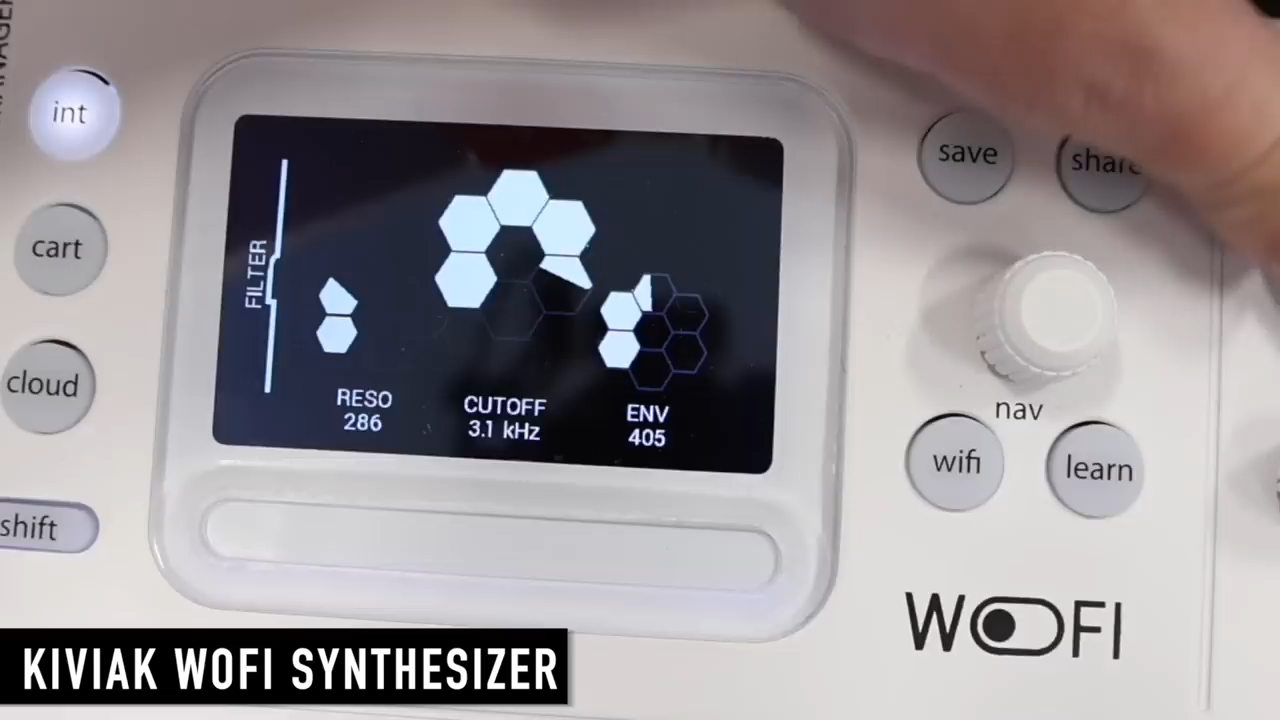 int
cart
cloud
shift
FILTER
RESO
286
CUTOFF
3.1 kHz
ENV
405
save
share
nav
wifi
learn
WOFI
KIVIAK WOFI SYNTHESIZER